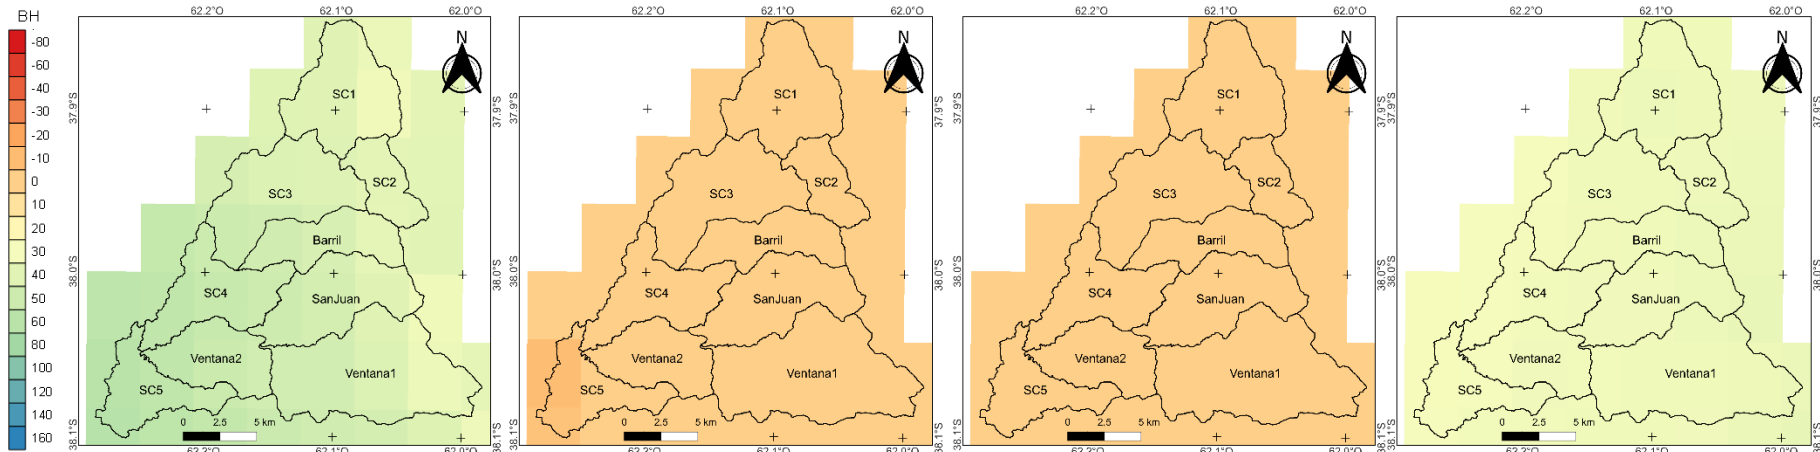 BH
-80
-60
-40
-30
-20
-10
0
10
20
30
40
50
60
80
100
120
140
160
62.2°O 62.1°O 62.0°O
N
37.9°S 37.9°S
38.0°S 38.0°S
38.1°S 38.1°S
SC1
SC2
SC3
Barril
SC4
SanJuan
Ventana2
Ventana1
SC5
0 2.5 5 km
62.2°O 62.1°O 62.0°O
62.2°O 62.1°O 62.0°O
N
38.0°S
37.9°S
38.1°S
SC1
SC2
SC3
Barril
SC4
SanJuan
Ventana2
Ventana1
SC5
0 2.5 5 km
62.2°O 62.1°O 62.0°O
62.2°O 62.1°O 62.0°O
N
37.9°S
38.0°S
38.1°S
SC1
SC2
SC3
Barril
SC4
SanJuan
Ventana2
Ventana1
SC5
0 2.5 5 km
62.2°O 62.1°O 62.0°O
62.2°O 62.1°O 62.0°O
N
37.9°S
38.0°S
38.1°S
SC1
SC2
SC3
Barril
SC4
SanJuan
Ventana2
Ventana1
SC5
0 2.5 5 km
62.2°O 62.1°O 62.0°O